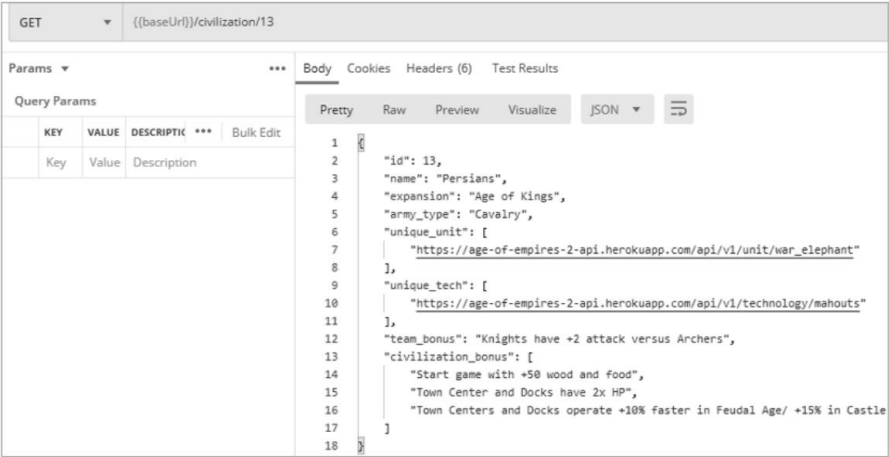 GET {{baseUrl}}/civilization/13
Params ••• Body Cookies Headers (6) Test Results
Query Params
Pretty Raw Preview Visualize JSON
KEY VALUE DESCRIPTIC ••• Bulk Edit
Key Value Description
1 {
2 "id": 13,
3 "name": "Persians",
4 "expansion": "Age of Kings",
5 "army_type": "Cavalry",
6 "unique_unit": [
7 "https://age-of-empires-2-api.herokuapp.com/api/v1/unit/war_elephant"
8 ],
9 "unique_tech": [
10 "https://age-of-empires-2-api.herokuapp.com/api/v1/technology/mahouts"
11 ],
12 "team_bonus": "Knights have +2 attack versus Archers",
13 "civilization_bonus": [
14 "Start game with +50 wood and food",
15 "Town Center and Docks have 2x HP",
16 "Town Centers and Docks operate +10% faster in Feudal Age/ +15% in Castle
17 ]
18 }